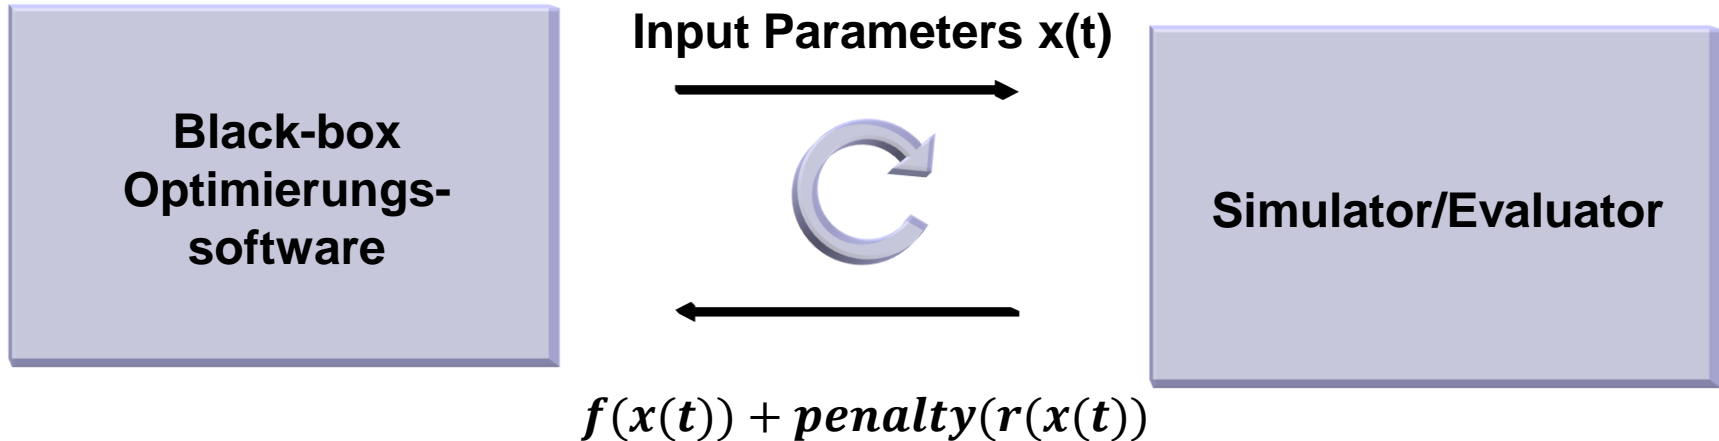 Input Parameters x(t)
Black-box
Optimierungs-
software
Simulator/Evaluator
f(x(t)) + penalty(r(x(t))